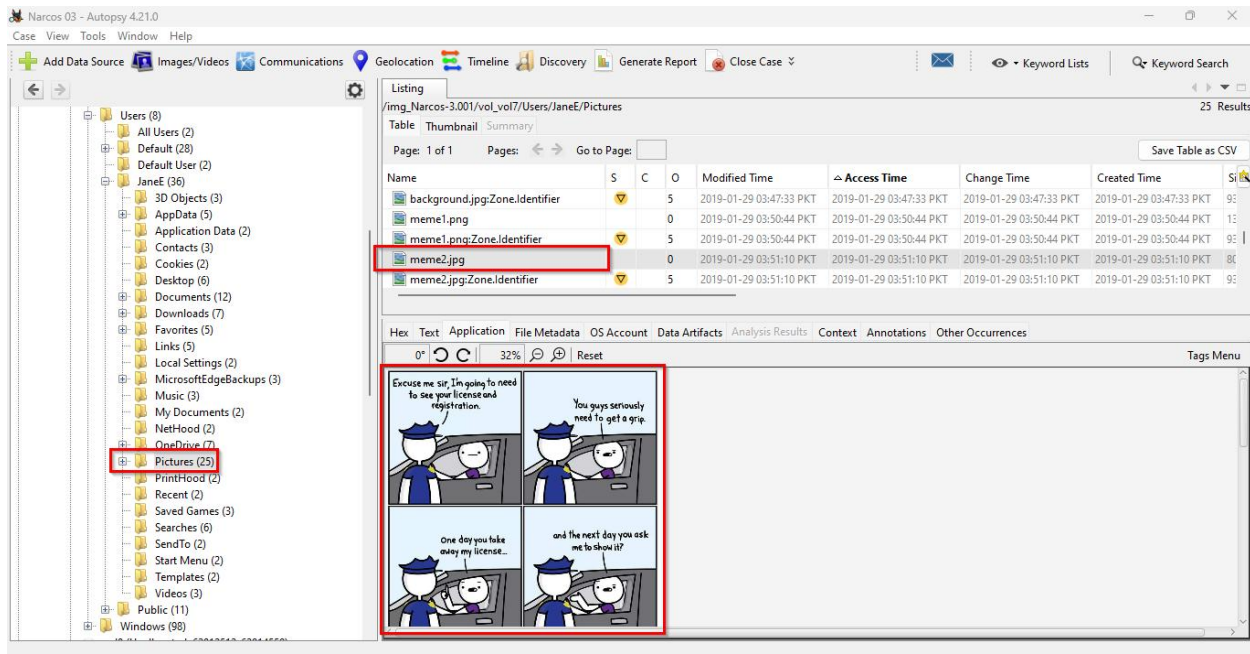 Narcos 03 - Autopsy 4.21.0
Case View Tools Window Help
Add Data Source Images/Videos Communications Geolocation Timeline Discovery Generate Report Close Case Keyword Lists Keyword Search
Listing
/img_Narcos-3.001/vol_vol7/Users/JaneE/Pictures
25 Results
Table Thumbnail Summary
Page: 1 of 1 Pages: Go to Page: Save Table as CSV
Name S C O Modified Time Access Time Change Time Created Time
background.jpg:Zone.Identifier 5 2019-01-29 03:47:33 PKT 2019-01-29 03:47:33 PKT 2019-01-29 03:47:33 PKT 2019-01-29 03:47:33 PKT
meme1.png 0 2019-01-29 03:50:44 PKT 2019-01-29 03:50:44 PKT 2019-01-29 03:50:44 PKT 2019-01-29 03:50:44 PKT
meme1.png:Zone.Identifier 5 2019-01-29 03:50:44 PKT 2019-01-29 03:50:44 PKT 2019-01-29 03:50:44 PKT 2019-01-29 03:50:44 PKT
meme2.jpg 0 2019-01-29 03:51:10 PKT 2019-01-29 03:51:10 PKT 2019-01-29 03:51:10 PKT 2019-01-29 03:51:10 PKT
meme2.jpg:Zone.Identifier 5 2019-01-29 03:51:10 PKT 2019-01-29 03:51:10 PKT 2019-01-29 03:51:10 PKT 2019-01-29 03:51:10 PKT
Hex Text Application File Metadata OS Account Data Artifacts Analysis Results Context Annotations Other Occurrences
0° 32% Reset Tags Menu
Excuse me sir, I'm going to need
to see your license and
registration.
You guys seriously
need to get a grip.
One day you take
away my license...
and the next day you ask
me to show it?
Users (8)
All Users (2)
Default (28)
Default User (2)
JaneE (36)
3D Objects (3)
AppData (5)
Application Data (2)
Contacts (3)
Cookies (2)
Desktop (6)
Documents (12)
Downloads (7)
Favorites (5)
Links (5)
Local Settings (2)
MicrosoftEdgeBackups (3)
Music (3)
My Documents (2)
NetHood (2)
OneDrive (7)
Pictures (25)
PrintHood (2)
Recent (2)
Saved Games (3)
Searches (6)
SendTo (2)
Start Menu (2)
Templates (2)
Videos (3)
Public (11)
Windows (98)